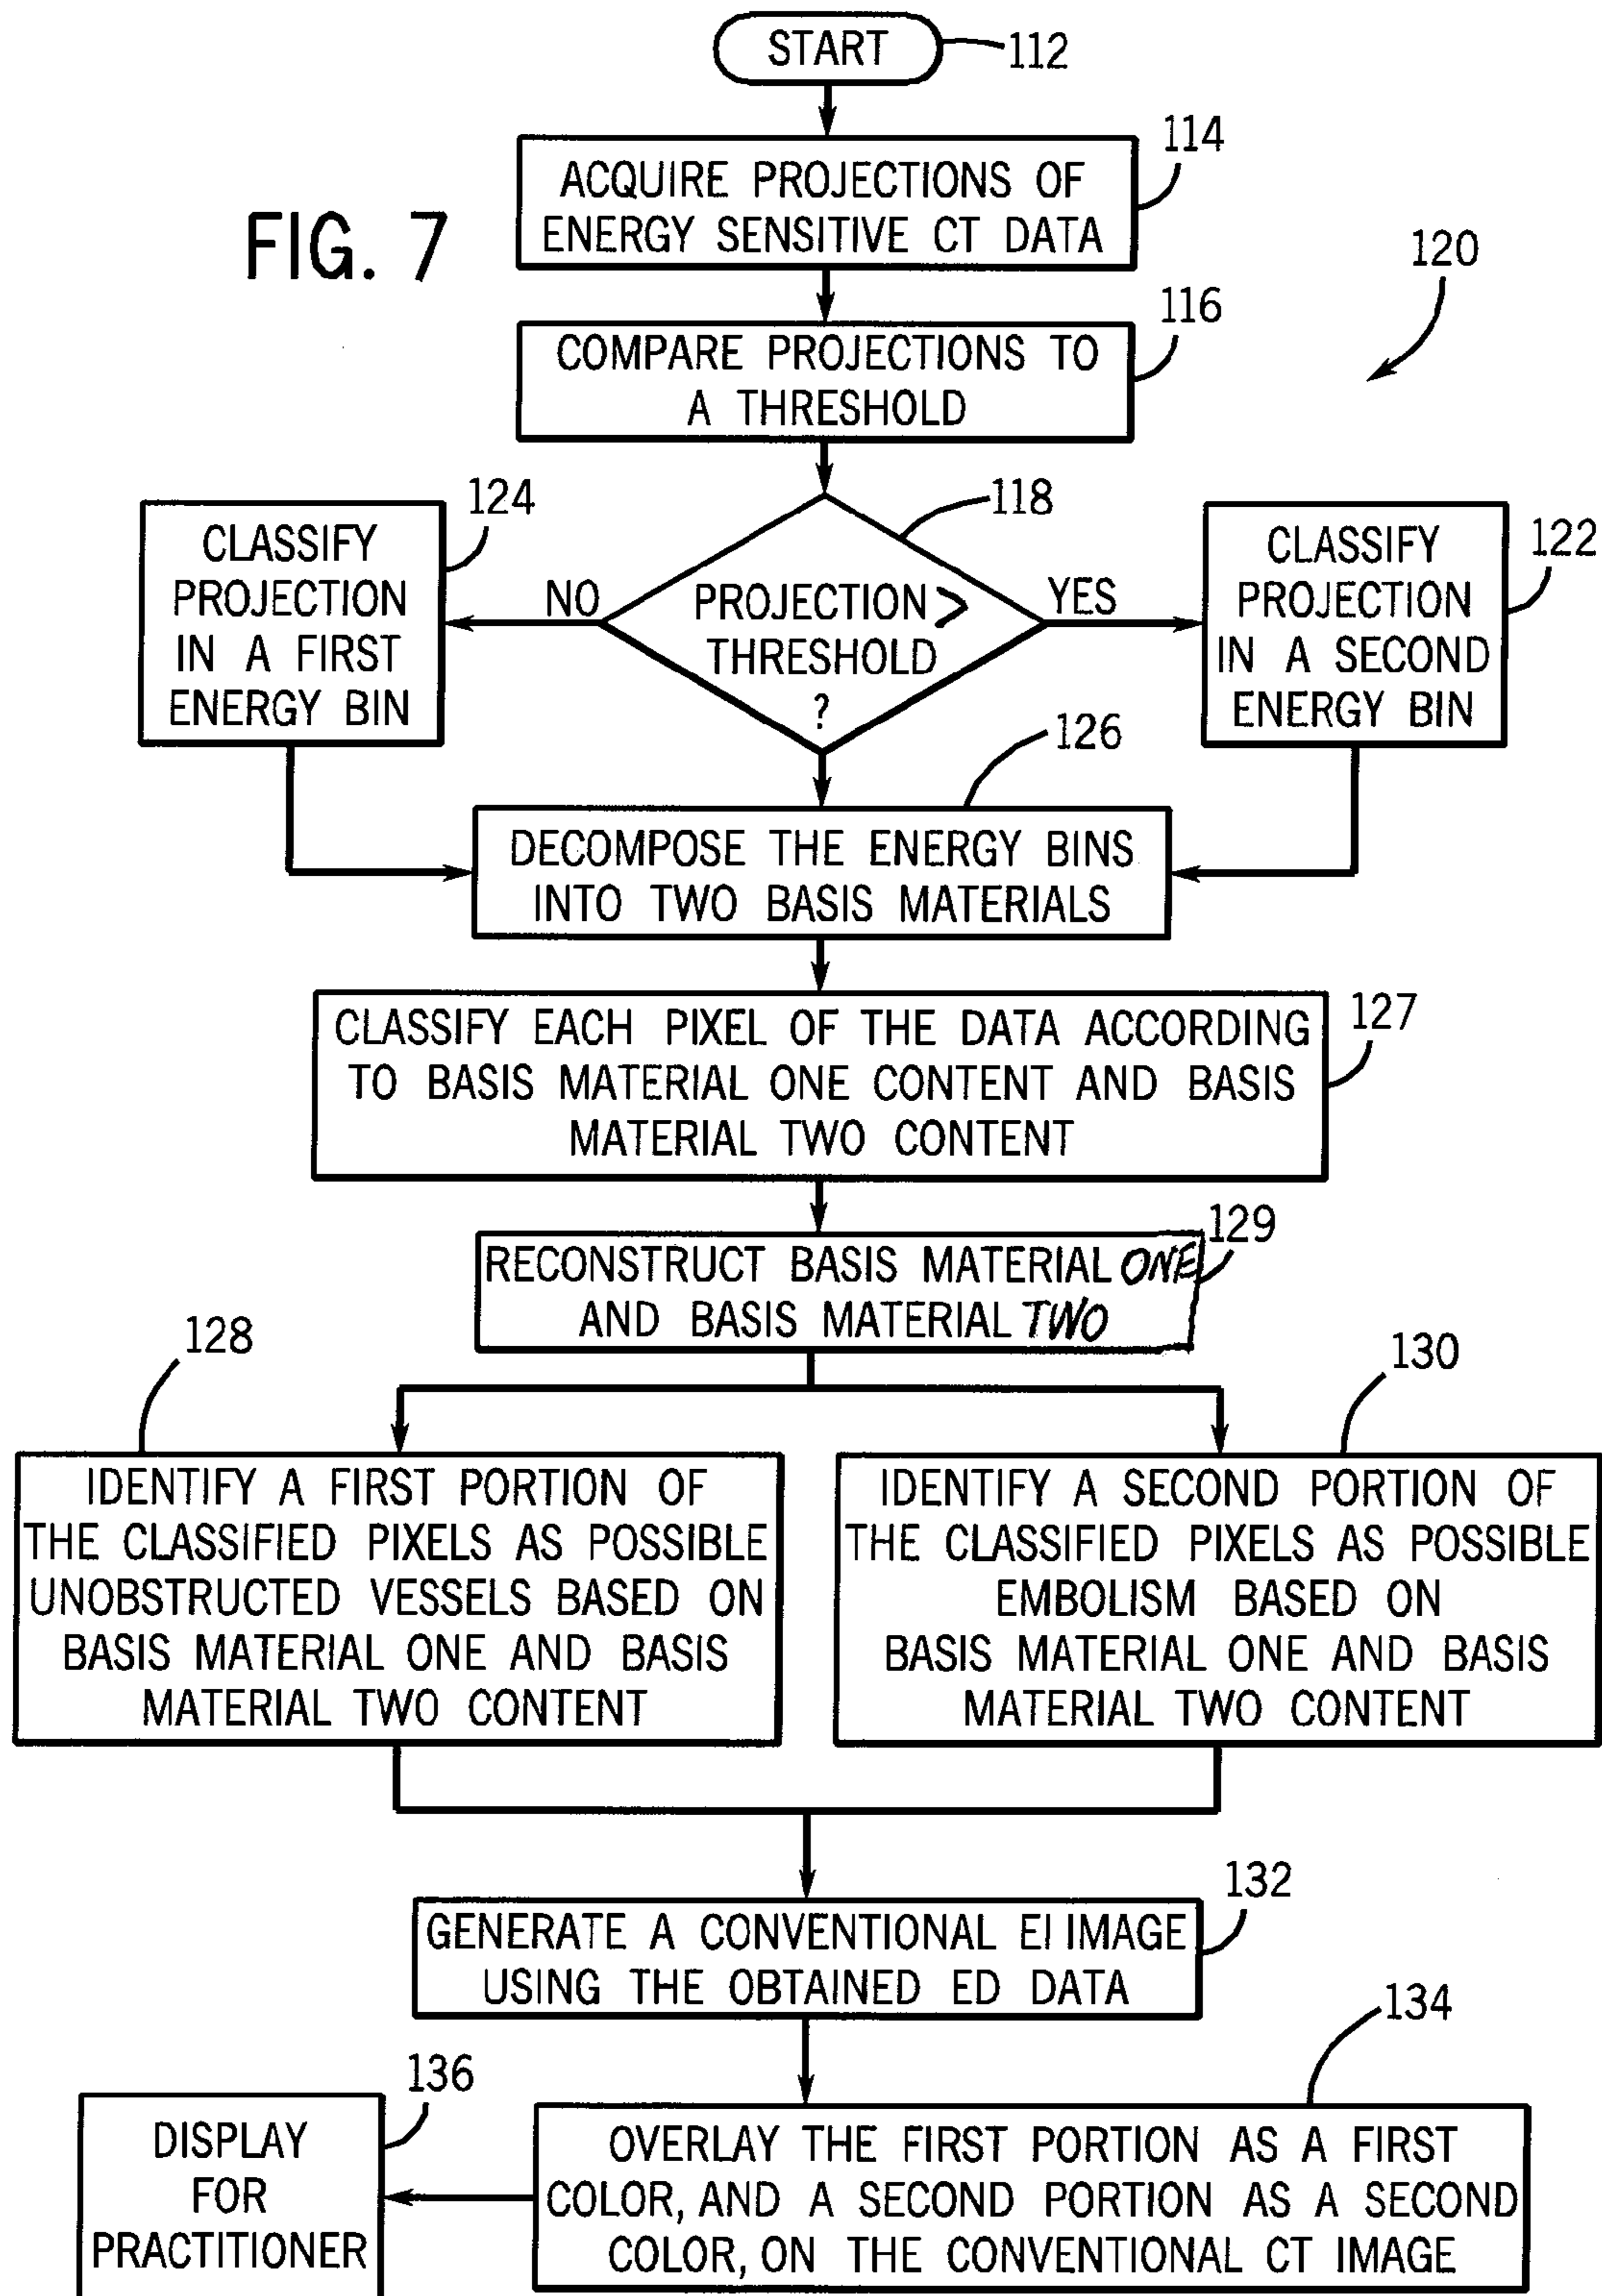 START
112
114
ACQUIRE PROJECTIONS OF
ENERGY SENSITIVE CT DATA
FIG. 7
120
116
COMPARE PROJECTIONS TO
A THRESHOLD
124
CLASSIFY
PROJECTION
IN A FIRST
ENERGY BIN
NO
118
PROJECTION >
THRESHOLD
?
YES
122
CLASSIFY
PROJECTION
IN A SECOND
ENERGY BIN
126
DECOMPOSE THE ENERGY BINS
INTO TWO BASIS MATERIALS
127
CLASSIFY EACH PIXEL OF THE DATA ACCORDING
TO BASIS MATERIAL ONE CONTENT AND BASIS
MATERIAL TWO CONTENT
129
RECONSTRUCT BASIS MATERIAL ONE
AND BASIS MATERIAL TWO
128
IDENTIFY A FIRST PORTION OF
THE CLASSIFIED PIXELS AS POSSIBLE
UNOBSTRUCTED VESSELS BASED ON
BASIS MATERIAL ONE AND BASIS
MATERIAL TWO CONTENT
130
IDENTIFY A SECOND PORTION OF
THE CLASSIFIED PIXELS AS POSSIBLE
EMBOLISM BASED ON
BASIS MATERIAL ONE AND BASIS
MATERIAL TWO CONTENT
132
GENERATE A CONVENTIONAL EI IMAGE
USING THE OBTAINED ED DATA
134
OVERLAY THE FIRST PORTION AS A FIRST
COLOR, AND A SECOND PORTION AS A SECOND
COLOR, ON THE CONVENTIONAL CT IMAGE
136
DISPLAY
FOR
PRACTITIONER